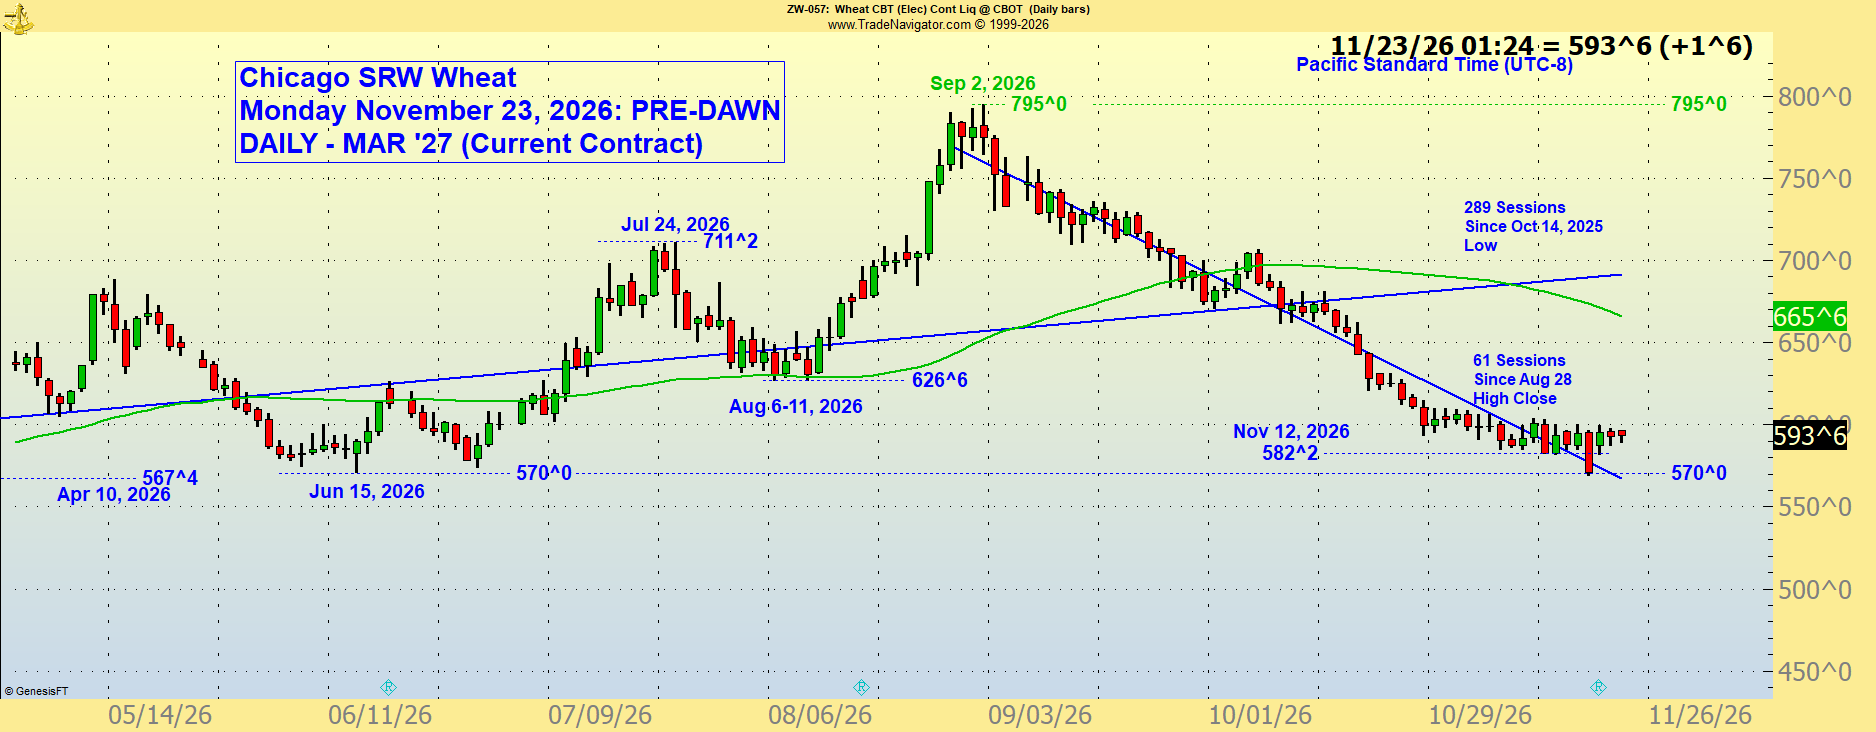 ZW-057: Wheat CBT (Elec) Cont Liq @ CBOT (Daily bars)
www.TradeNavigator.com © 1999-2026
11/23/26 01:24 = 593^6 (+1^6)
Pacific Standard Time (UTC-8)
Chicago SRW Wheat
Monday November 23, 2026: PRE-DAWN
DAILY - MAR '27 (Current Contract)
Sep 2, 2026
795^0
795^0
800^0
750^0
289 Sessions
Since Oct 14, 2025
Low
Jul 24, 2026
711^2
700^0
665^6
650^0
61 Sessions
Since Aug 28
High Close
626^6
Aug 6-11, 2026
600^0
593^6
Nov 12, 2026
582^2
567^4
Apr 10, 2026
570^0
Jun 15, 2026
570^0
550^0
500^0
450^0
© GenesisFT
R
R
R
05/14/26
06/11/26
07/09/26
08/06/26
09/03/26
10/01/26
10/29/26
11/26/26